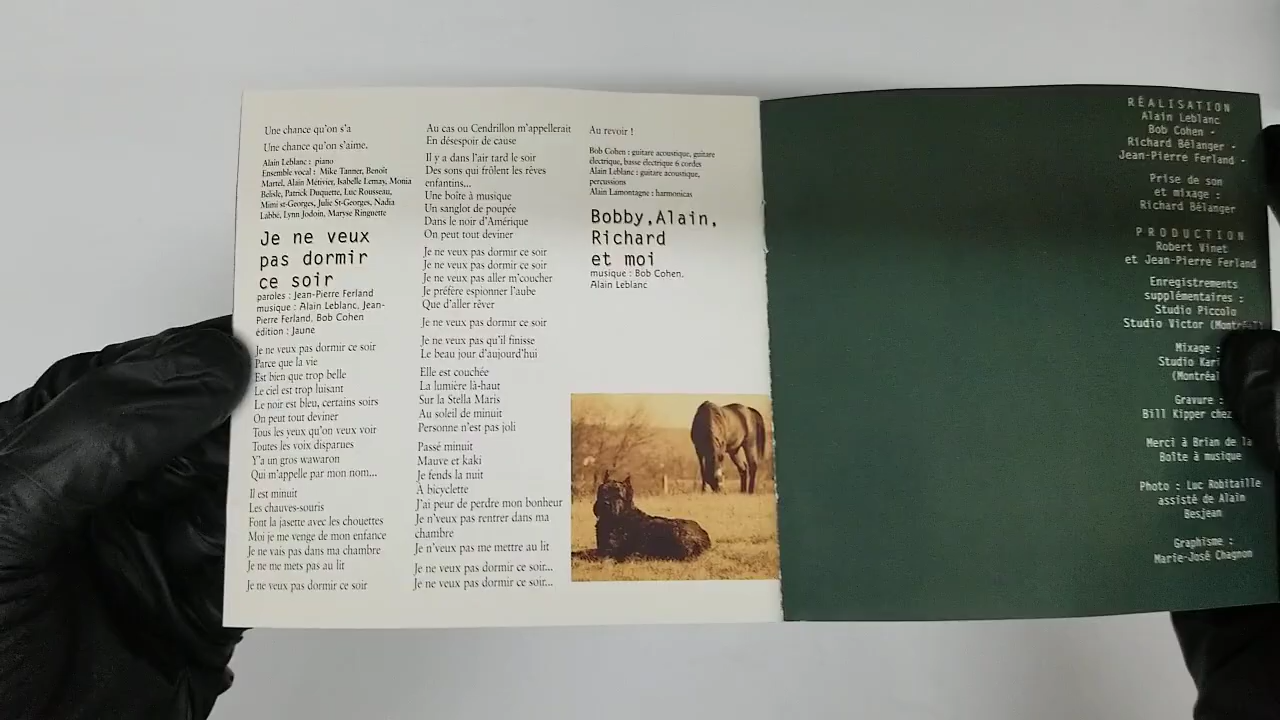 Une chance qu'on s'a
Une chance qu'on s'aime.
Alain Leblanc : piano
Ensemble vocal : Mike Tanner, Benoît
Martel, Alain Métivier, Isabelle Lemay, Monia
Belisle, Patrick Duquette, Luc Rousseau,
Mimi st-Georges, Julie St-Georges, Nadia
Labbé, Lynn Jodoin, Maryse Ringuette
Je ne veux
pas dormir
ce soir
paroles : Jean-Pierre Ferland
musique : Alain Leblanc, Jean-
Pierre Ferland, Bob Cohen
édition : Jaune
Je ne veux pas dormir ce soir
Parce que la vie
Est bien que trop belle
Le ciel est trop luisant
Le noir est bleu, certains soirs
On peut tout deviner
Tous les yeux qu'on veux voir
Toutes les voix disparues
Y'a un gros wawaron
Qui m'appelle par mon nom...
Il est minuit
Les chauves-souris
Font la jasette avec les chouettes
Moi je me venge de mon enfance
Je ne vais pas dans ma chambre
Je ne me mets pas au lit
Je ne veux pas dormir ce soir
Au cas ou Cendrillon m'appellerait
En désespoir de cause
Il y a dans l'air tard le soir
Des sons qui frôlent les rêves
enfantins...
Une boîte à musique
Un sanglot de poupée
Dans le noir d'Amérique
On peut tout deviner
Je ne veux pas dormir ce soir
Je ne veux pas dormir ce soir
Je ne veux pas aller m'coucher
Je préfère espionner l'aube
Que d'aller rêver
Je ne veux pas dormir ce soir
Je ne veux pas qu'il finisse
Le beau jour d'aujourd'hui
Elle est couchée
La lumière là-haut
Sur la Stella Maris
Au soleil de minuit
Personne n'est pas joli
Passé minuit
Mauve et kaki
Je fends la nuit
À bicyclette
J'ai peur de perdre mon bonheur
Je n'veux pas rentrer dans ma
chambre
Je n'veux pas me mettre au lit
Je ne veux pas dormir ce soir...
Je ne veux pas dormir ce soir...
Au revoir !
Bob Cohen : guitare acoustique, guitare
électrique, basse électrique 6 cordes
Alain Leblanc : guitare acoustique,
percussions
Alain Lamontagne : harmonicas
Bobby,Alain,
Richard
et moi
musique : Bob Cohen,
Alain Leblanc
RÉALISATION
Alain Leblanc
Bob Cohen -
Richard Bélanger -
Jean-Pierre Ferland -
Prise de son
et mixage :
Richard Bélanger
PRODUCTION
Robert Vinet
et Jean-Pierre Ferland
Enregistrements
supplémentaires :
Studio Piccolo
Studio Victor (Montréal)
Mixage :
Studio Kari
(Montréal
Gravure :
Bill Kipper chez
Merci à Brian de la
Boîte à musique
Photo : Luc Robitaille
assisté de Alain
Besjean
Graphisme :
Marie-José Chagnon